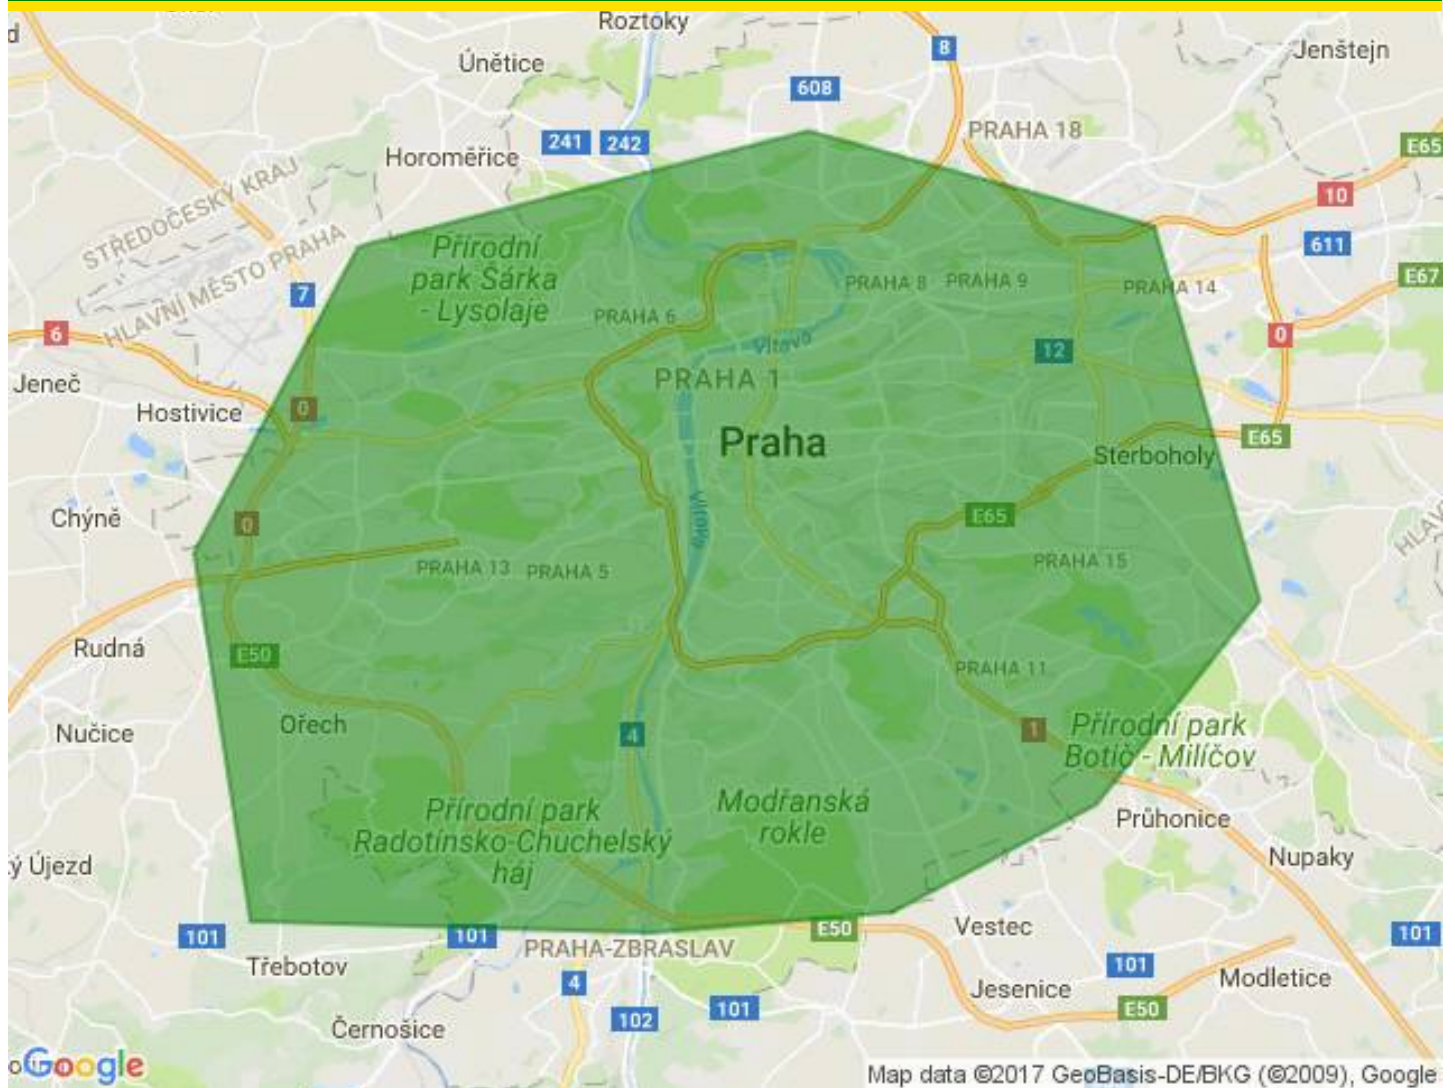 Roztoky
8
Jenštejn
Únětice
608
PRAHA 18
241
242
E65
Horoměřice
STŘEDOČESKÝ KRAJ
10
HLAVNÍ MĚSTO PRAHA
611
Přírodní
park Šárka
- Lysolaje
PRAHA 8
PRAHA 9
PRAHA 14
E67
7
PRAHA 6
6
0
Vltava
12
Jeneč
PRAHA 1
Hostivice
0
Praha
E65
Sterboholy
Chýně
0
E65
Vltava
PRAHA 13
PRAHA 5
PRAHA 15
Rudná
E50
PRAHA 11
Nučice
Ořech
4
1
Přírodní park
Botič - Milíčov
Přírodní park
Radotínsko-Chuchelský
háj
Modřanská
rokle
Průhonice
Nupaky
ý Újezd
101
101
E50
Vestec
101
PRAHA-ZBRASLAV
Třebotov
4
101
Modletice
Jesenice
101
E50
102
Černošice
Google
Map data ©2017 GeoBasis-DE/BKG (©2009), Google